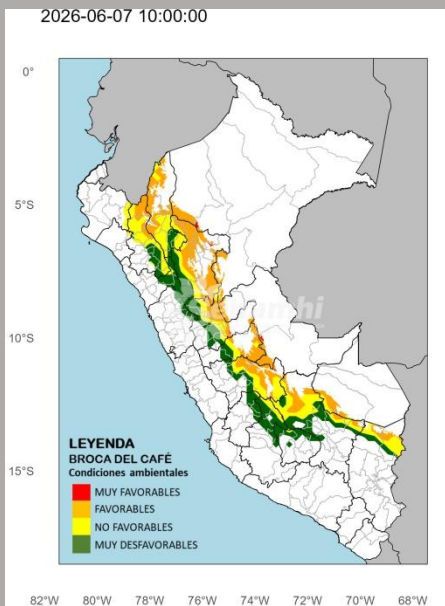 2026-06-07 10:00:00
0°
5°S
10°S
15°S
senamhi
LEYENDA
BROCA DEL CAFÉ
Condiciones ambientales
MUY FAVORABLES
FAVORABLES
NO FAVORABLES
MUY DESFAVORABLES
82°W 80°W 78°W 76°W 74°W 72°W 70°W 68°W